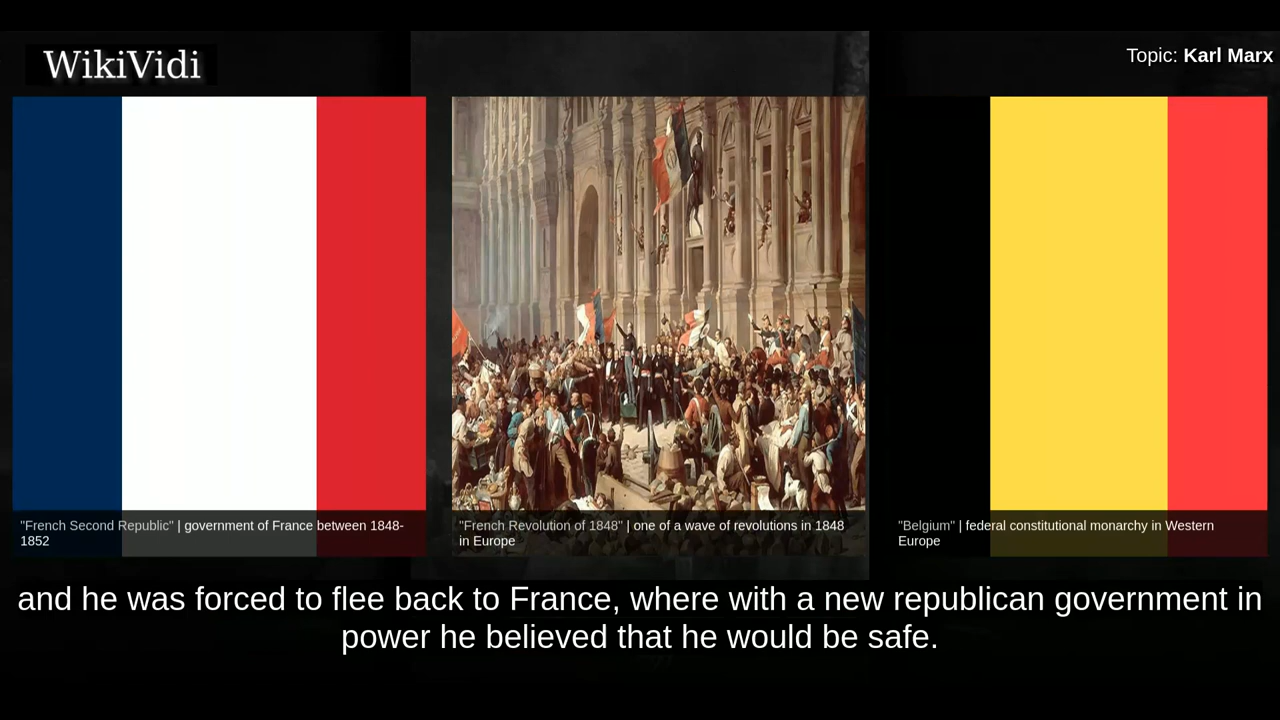 WikiVidi
Topic: Karl Marx
"French Second Republic" | government of France between 1848-
1852
"French Revolution of 1848" | one of a wave of revolutions in 1848
in Europe
"Belgium" | federal constitutional monarchy in Western
Europe
and he was forced to flee back to France, where with a new republican government in
power he believed that he would be safe.